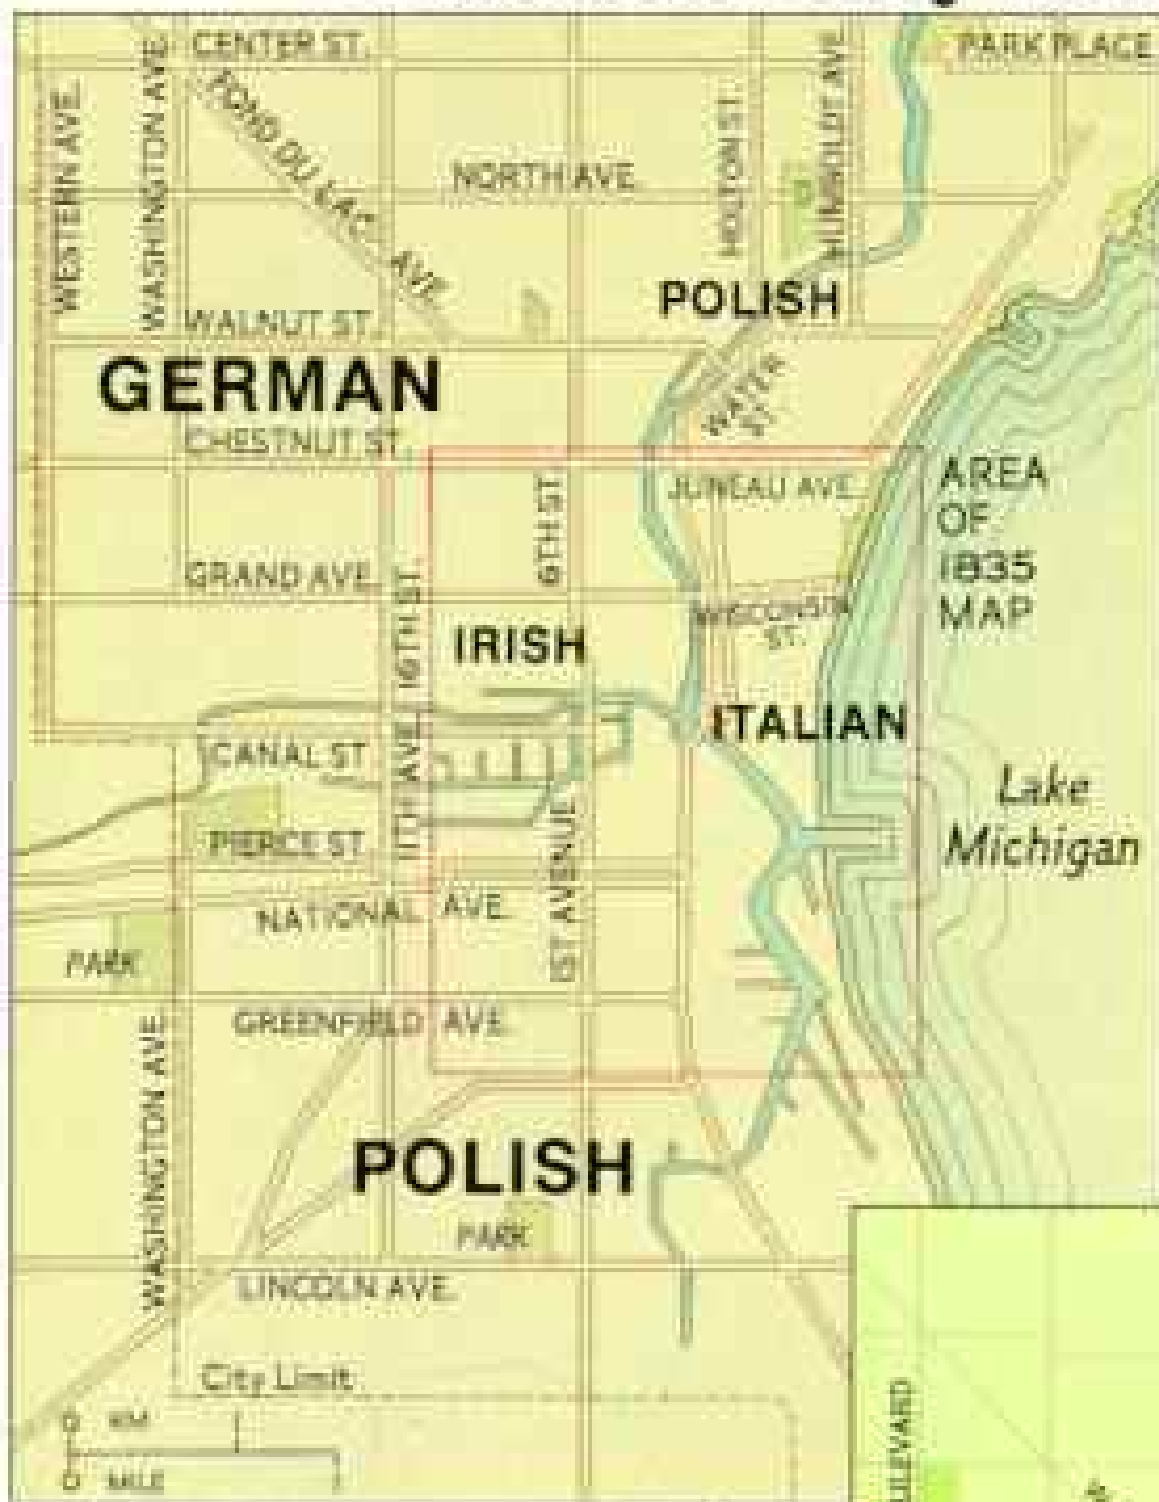 CENTER ST.
PARK PLACE
WESTERN AVE.
WASHINGTON AVE.
FOND DU LAC AVE.
NORTH AVE.
HOLTON ST.
HUMBOLDT AVE.
POLISH
WALNUT ST.
GERMAN
WATER
ST.
CHESTNUT ST.
JUNEAU AVE.
AREA
OF
1835
MAP
6TH ST.
GRAND AVE.
16TH ST.
WISCONSIN
ST.
IRISH
ITALIAN
CANAL ST.
11TH AVE.
Lake
Michigan
PIERCE ST.
1ST AVENUE
NATIONAL AVE.
PARK
GREENFIELD AVE.
WASHINGTON AVE.
POLISH
PARK
LINCOLN AVE.
City Limit
0 KM
0 MILE